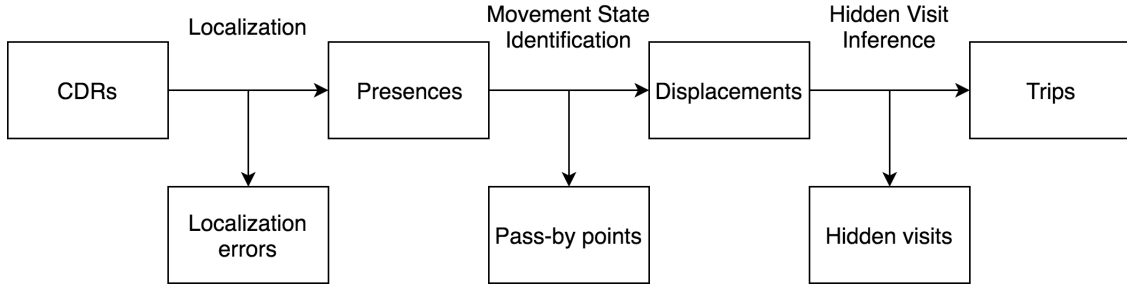 Localization
Movement State
Identification
Hidden Visit
Inference
CDRs
Presences
Displacements
Trips
Localization
errors
Pass-by points
Hidden visits